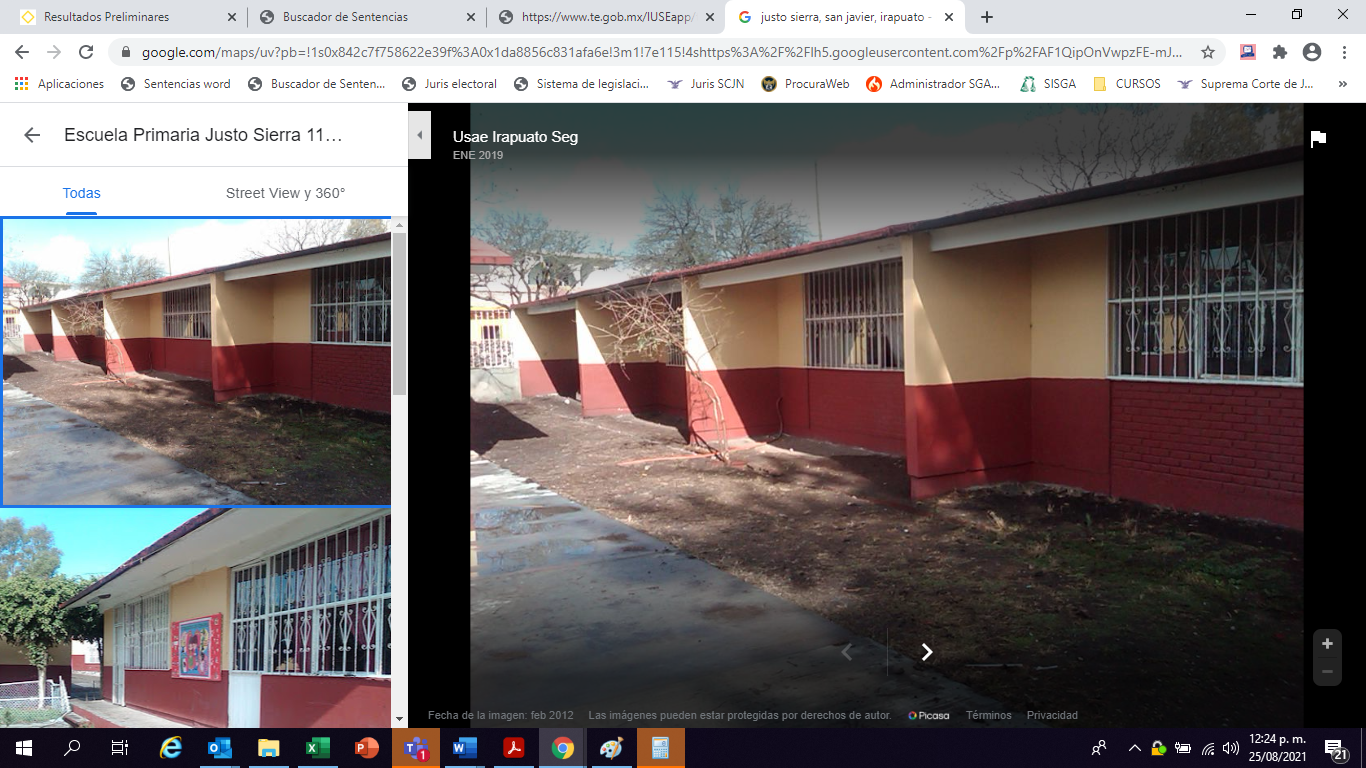 Resultados Preliminares
Buscador de Sentencias
https://www.te.gob.mx/IUSEapp/
justo sierra, san javier, irapuato -
google.com/maps/uv?pb=!1s0x842c7f758622e39f%3A0x1da8856c831afa6e!3m1!7e115!4shttps%3A%2F%2Flh5.googleusercontent.com%2Fp%2FAF1QipOnVwpzFE-mJ...
Aplicaciones
Sentencias word
Buscador de Senten...
Juris electoral
Sistema de legislaci...
Juris SCJN
ProcuraWeb
Administrador SGA...
SISGA
CURSOS
Suprema Corte de J...
»
Escuela Primaria Justo Sierra 11...
Todas
Street View y 360°
Usae Irapuato Seg
ENE 2019
Fecha de la imagen: feb 2012
Las imágenes pueden estar protegidas por derechos de autor.
Picasa
Términos
Privacidad
1
12:24 p. m.
25/08/2021
21